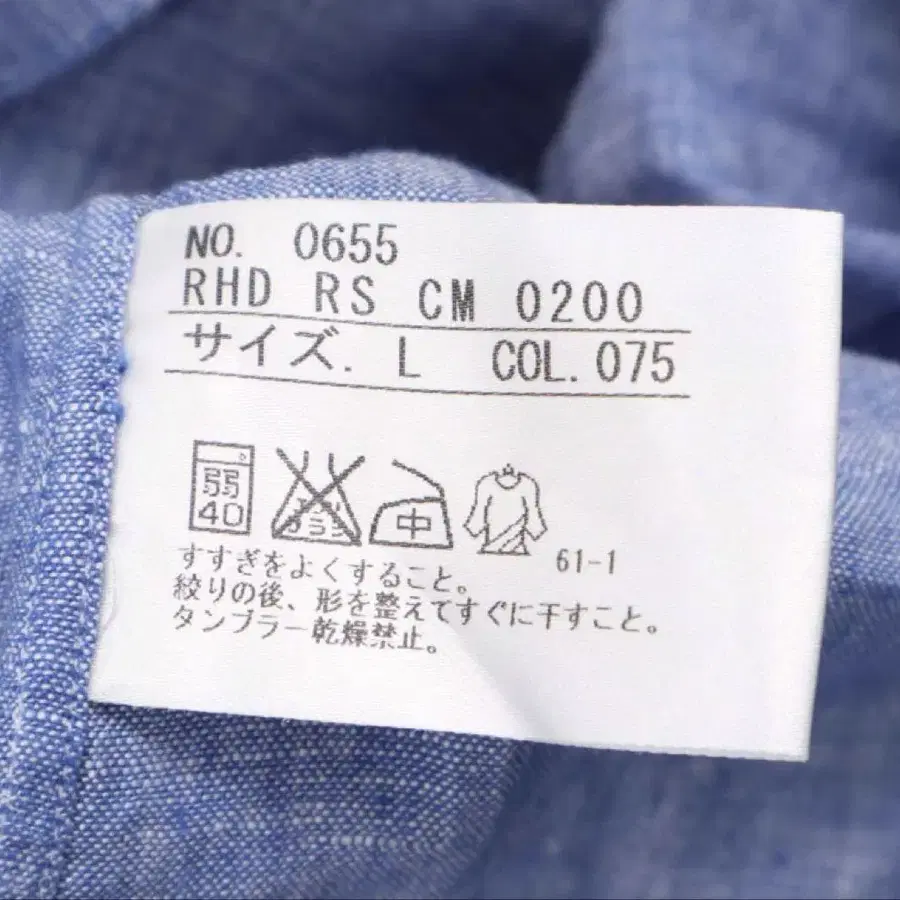 NO. 0655
RHD RS CM 0200
サイズ. L COL. 075
弱
40
中
61-1
すすぎをよくすること。
絞りの後、形を整えてすぐに干すこと。
タンブラー乾燥禁止。